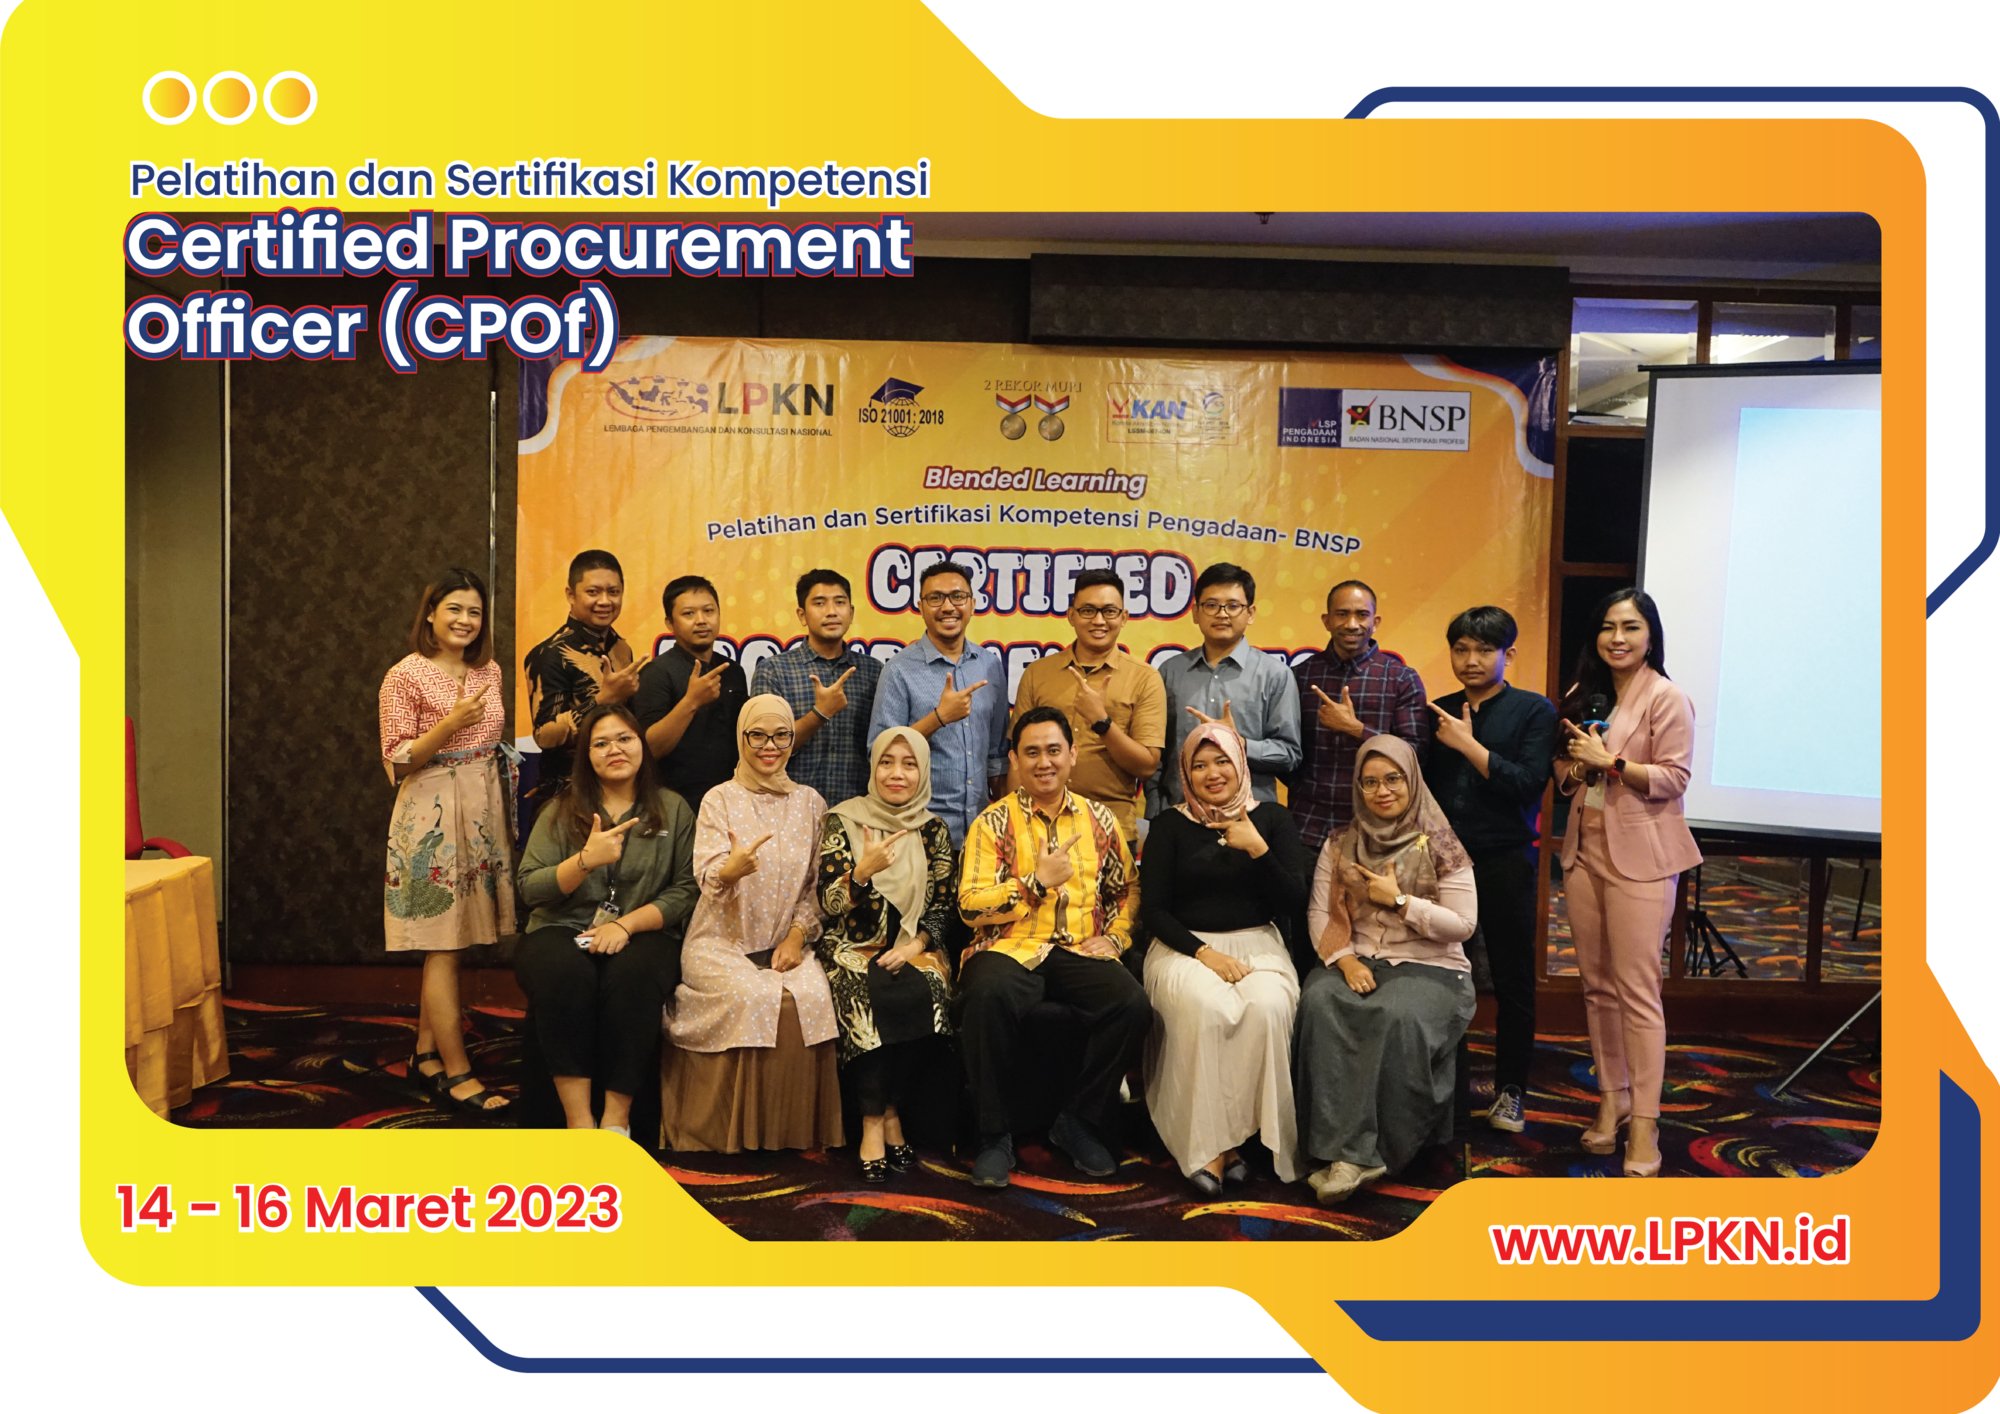 Pelatihan dan Sertifikasi Kompetensi
Certified Procurement
Officer (CPOf)
LPKN
LEMBAGA PENGEMBANGAN DAN KONSULTASI NASIONAL
ISO 21001: 2018
2 REKOR MURI
KAN
LSP
PENGADAAN
INDONESIA
BNSP
BADAN NASIONAL SERTIFIKASI PROFESI
Blended Learning
Pelatihan dan Sertifikasi Kompetensi Pengadaan- BNSP
CERTIFIED
14 - 16 Maret 2023
www.LPKN.id